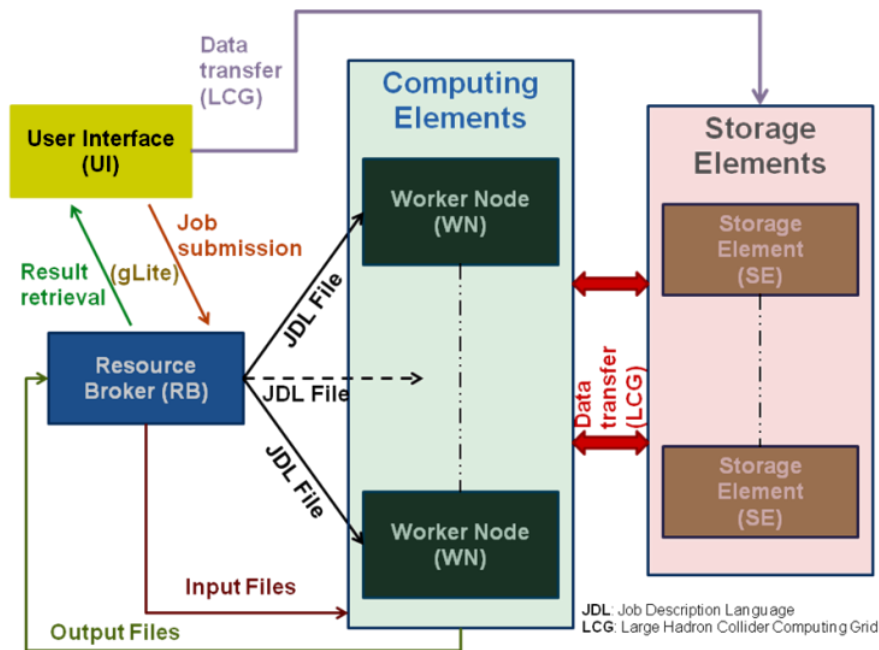 Data
transfer
(LCG)
User Interface
(UI)
Job
submission
(gLite)
Result
retrieval
Resource
Broker (RB)
JDL File
JDL File
JDL File
Input Files
Output Files
Computing
Elements
Worker Node
(WN)
Worker Node
(WN)
Data
transfer
(LCG)
Storage
Elements
Storage
Element
(SE)
Storage
Element
(SE)
JDL: Job Description Language
LCG: Large Hadron Collider Computing Grid